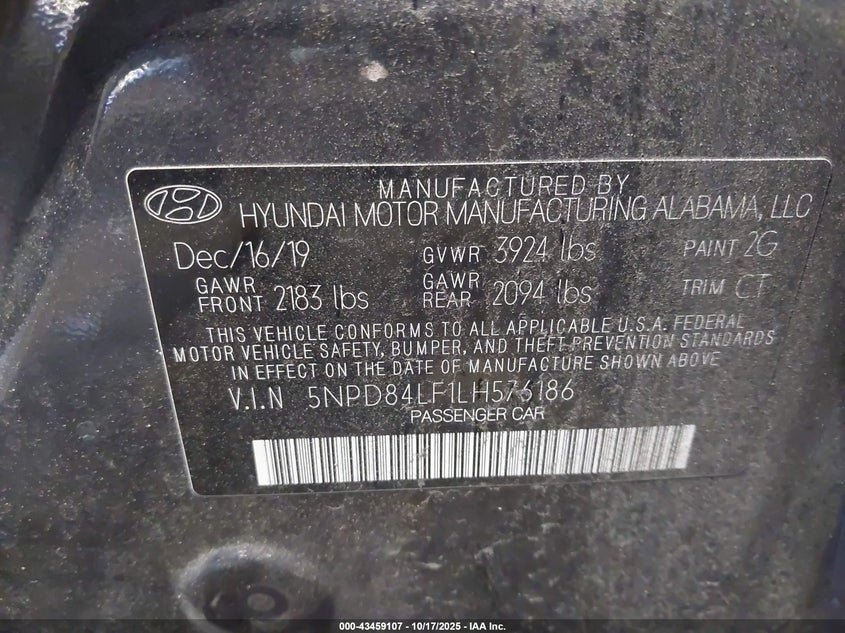 MANUFACTURED BY
HYUNDAI MOTOR MANUFACTURING ALABAMA, LLC
Dec/16/19 GVWR 3924 lbs PAINT 2G
GAWR FRONT 2183 lbs GAWR REAR 2094 lbs TRIM CT
THIS VEHICLE CONFORMS TO ALL APPLICABLE U.S.A. FEDERAL
MOTOR VEHICLE SAFETY, BUMPER, AND THEFT PREVENTION STANDARDS
IN EFFECT ON THE DATE OF MANUFACTURE SHOWN ABOVE
V.I.N 5NPD84LF1LH576186
PASSENGER CAR
000-43459107 - 10/17/2025 - IAA Inc.